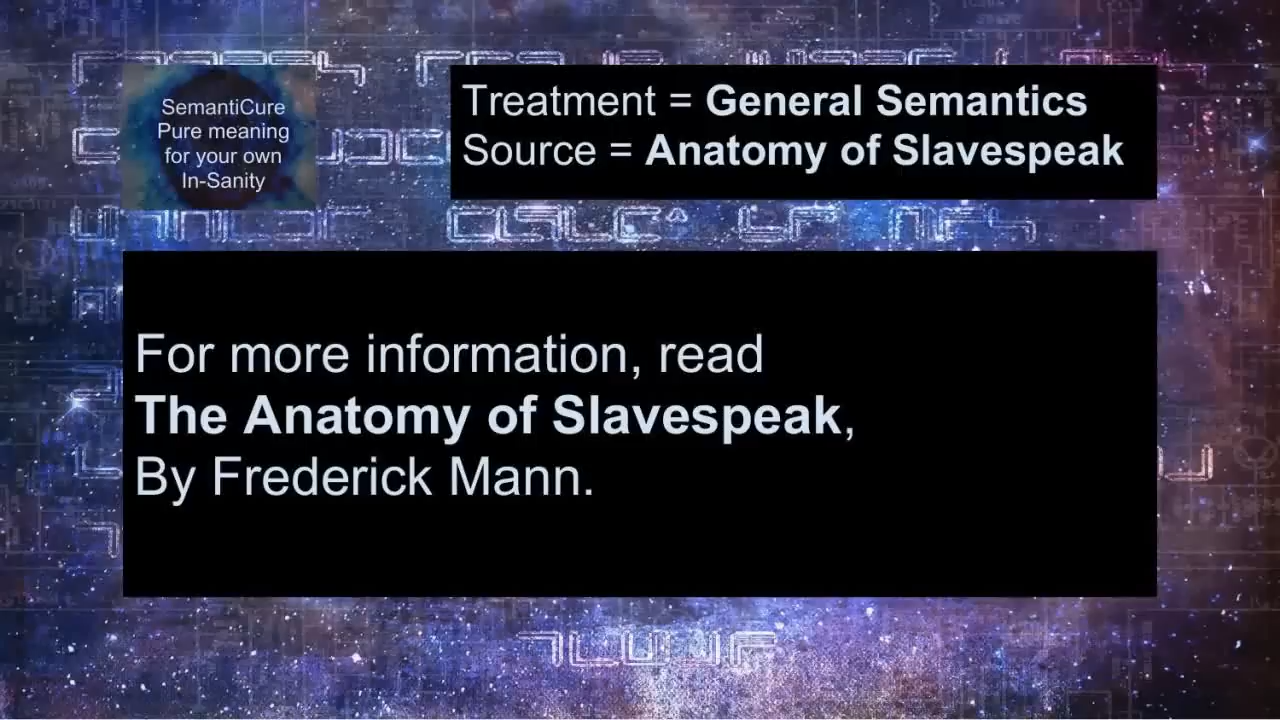 SemantiCure
Pure meaning
for your own
In-Sanity
Treatment = General Semantics
Source = Anatomy of Slavespeak
For more information, read
The Anatomy of Slavespeak,
By Frederick Mann.